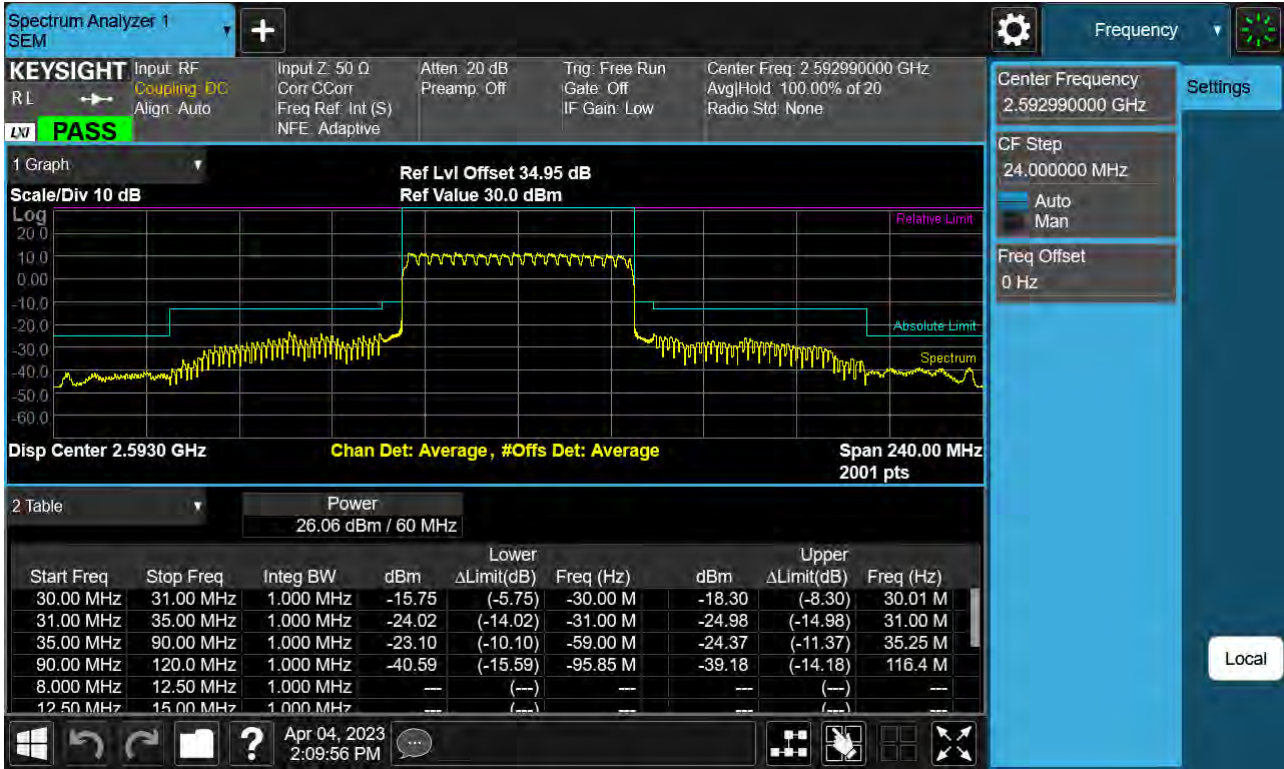 Spectrum Analyzer 1
SEM
+
Frequency
KEYSIGHT
R L
LXI PASS
Input: RF
Coupling: DC
Align: Auto
Input Z: 50 Ω
Corr CCorr
Freq Ref: Int (S)
NFE: Adaptive
Atten: 20 dB
Preamp: Off
Trig: Free Run
Gate: Off
IF Gain: Low
Center Freq: 2.592990000 GHz
Avg|Hold: 100.00% of 20
Radio Std: None
Center Frequency
2.592990000 GHz
Settings
CF Step
24.000000 MHz
Auto
Man
Freq Offset
0 Hz
Local
1 Graph
Scale/Div 10 dB
Ref Lvl Offset 34.95 dB
Ref Value 30.0 dBm
Log
20.0
10.0
0.00
-10.0
-20.0
-30.0
-40.0
-50.0
-60.0
Relative Limit
Absolute Limit
Spectrum
Disp Center 2.5930 GHz
Chan Det: Average, #Offs Det: Average
Span 240.00 MHz
2001 pts
2 Table
Power
26.06 dBm / 60 MHz
Lower Upper
Start Freq Stop Freq Integ BW dBm ΔLimit(dB) Freq (Hz) dBm ΔLimit(dB) Freq (Hz)
30.00 MHz 31.00 MHz 1.000 MHz -15.75 (-5.75) -30.00 M -18.30 (-8.30) 30.01 M
31.00 MHz 35.00 MHz 1.000 MHz -24.02 (-14.02) -31.00 M -24.98 (-14.98) 31.00 M
35.00 MHz 90.00 MHz 1.000 MHz -23.10 (-10.10) -59.00 M -24.37 (-11.37) 35.25 M
90.00 MHz 120.0 MHz 1.000 MHz -40.59 (-15.59) -95.85 M -39.18 (-14.18) 116.4 M
8.000 MHz 12.50 MHz 1.000 MHz --- (---) --- --- (---) ---
12.50 MHz 15.00 MHz 1.000 MHz --- (---) --- --- (---) ---
?
Apr 04, 2023
2:09:56 PM